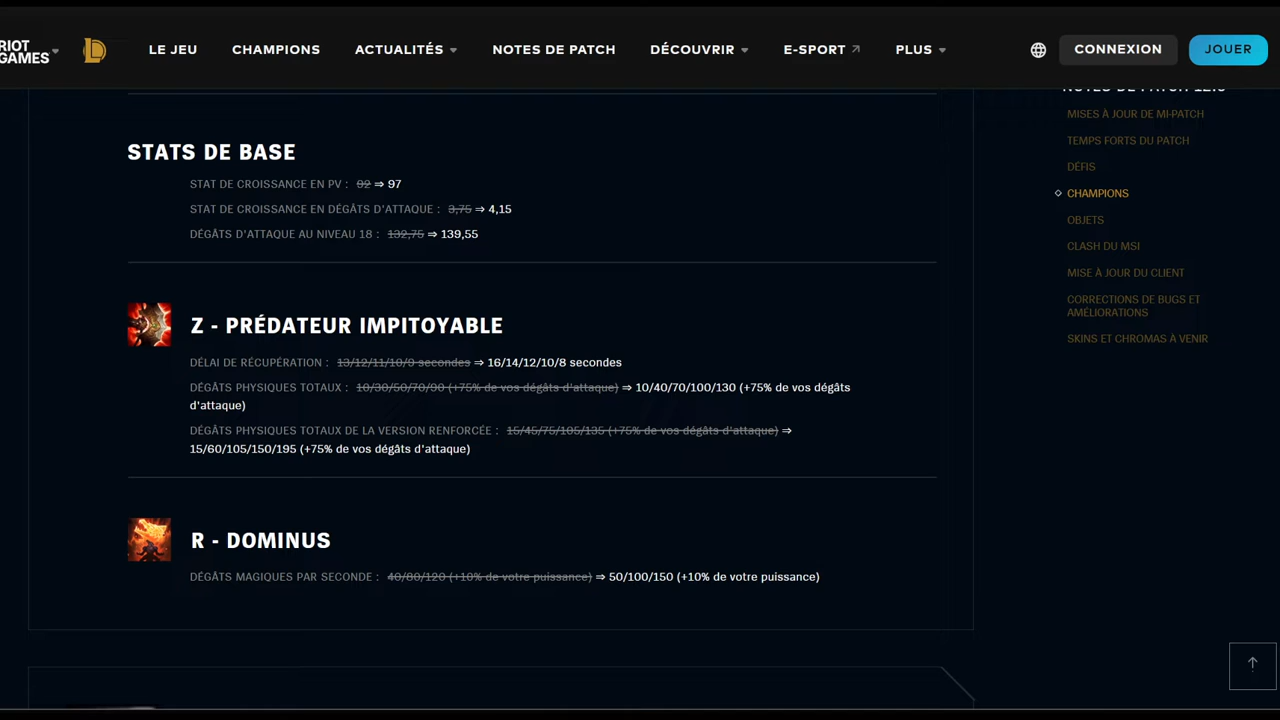 RIOT
GAMES
LE JEU
CHAMPIONS
ACTUALITÉS
NOTES DE PATCH
DÉCOUVRIR
E-SPORT
PLUS
CONNEXION
JOUER
STATS DE BASE
STAT DE CROISSANCE EN PV : 92 ⇒ 97
STAT DE CROISSANCE EN DÉGÂTS D'ATTAQUE : 3,75 ⇒ 4,15
DÉGÂTS D'ATTAQUE AU NIVEAU 18 : 132,75 ⇒ 139,55
Z - PRÉDATEUR IMPITOYABLE
DÉLAI DE RÉCUPÉRATION : 13/12/11/10/9 secondes ⇒ 16/14/12/10/8 secondes
DÉGÂTS PHYSIQUES TOTAUX : 10/30/50/70/90 (+75% de vos dégâts d'attaque) ⇒ 10/40/70/100/130 (+75% de vos dégâts
d'attaque)
DÉGÂTS PHYSIQUES TOTAUX DE LA VERSION RENFORCÉE : 15/45/75/105/135 (+75% de vos dégâts d'attaque) ⇒
15/60/105/150/195 (+75% de vos dégâts d'attaque)
R - DOMINUS
DÉGÂTS MAGIQUES PAR SECONDE : 40/80/120 (+10% de votre puissance) ⇒ 50/100/150 (+10% de votre puissance)
NOTES DE PATCH
MISES À JOUR DE MI-PATCH
TEMPS FORTS DU PATCH
DÉFIS
CHAMPIONS
OBJETS
CLASH DU MSI
MISE À JOUR DU CLIENT
CORRECTIONS DE BUGS ET
AMÉLIORATIONS
SKINS ET CHROMAS À VENIR